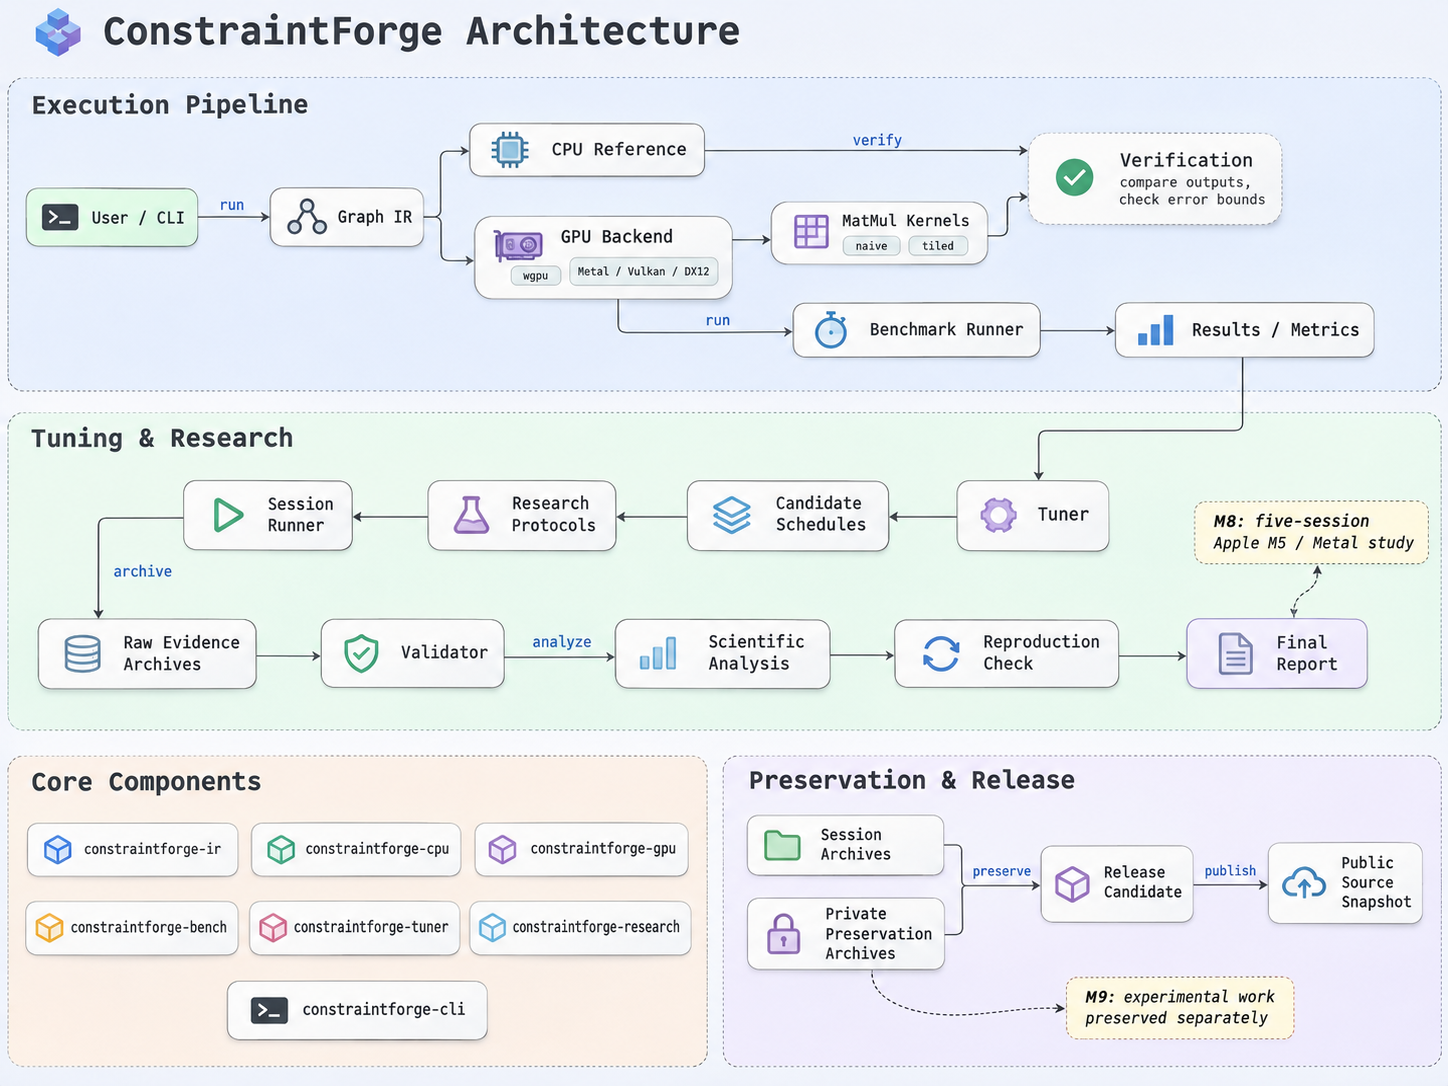 ConstraintForge Architecture
Execution Pipeline
User / CLI
run
Graph IR
CPU Reference
verify
Verification
compare outputs,
check error bounds
GPU Backend
wgpu
Metal / Vulkan / DX12
MatMul Kernels
naive
tiled
run
Benchmark Runner
Results / Metrics
Tuning & Research
Session
Runner
Research
Protocols
Candidate
Schedules
Tuner
M8: five-session
Apple M5 / Metal study
archive
Raw Evidence
Archives
Validator
analyze
Scientific
Analysis
Reproduction
Check
Final
Report
Core Components
constraintforge-ir
constraintforge-cpu
constraintforge-gpu
constraintforge-bench
constraintforge-tuner
constraintforge-research
constraintforge-cli
Preservation & Release
Session
Archives
Private
Preservation
Archives
preserve
Release
Candidate
publish
Public
Source
Snapshot
M9: experimental work
preserved separately